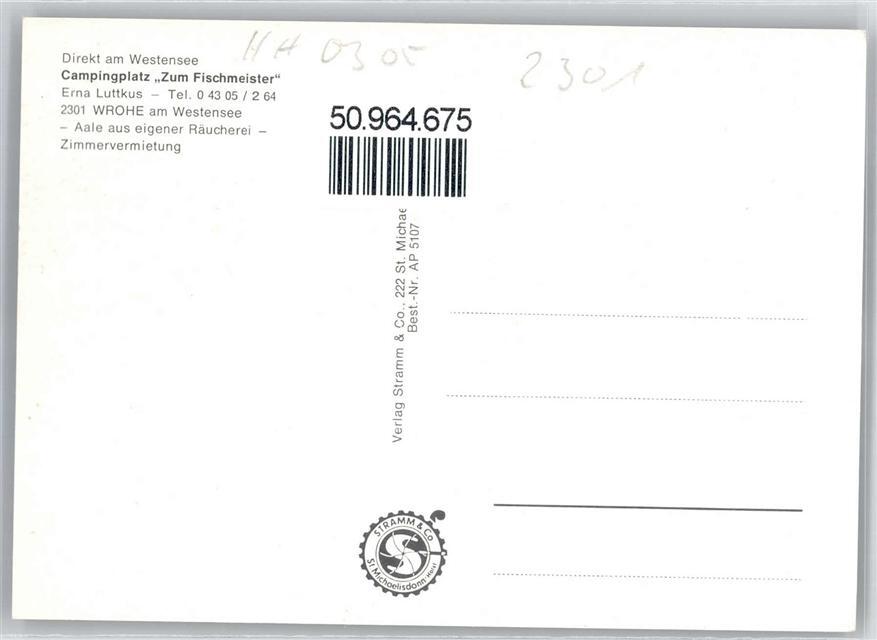 Direkt am Westensee
Campingplatz „Zum Fischmeister“
Erna Luttkus – Tel. 0 43 05 / 2 64
2301 WROHE am Westensee
– Aale aus eigener Räucherei –
Zimmervermietung
HH 0305
2301
50.964.675
Verlag Stramm & Co., 222 St. Michae
Best.-Nr. AP 5107
STRAMM & Co
St Michaelisdonn/Holst